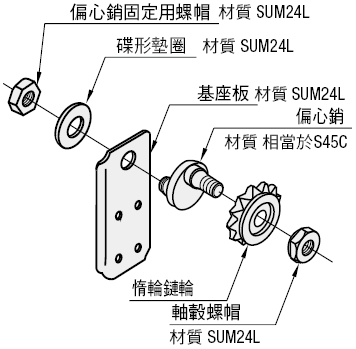 偏心銷固定用螺帽 材質 SUM24L
碟形墊圈 材質 SUM24L
基座板 材質 SUM24L
偏心銷
材質 相當於S45C
惰輪鏈輪
軸轂螺帽
材質 SUM24L